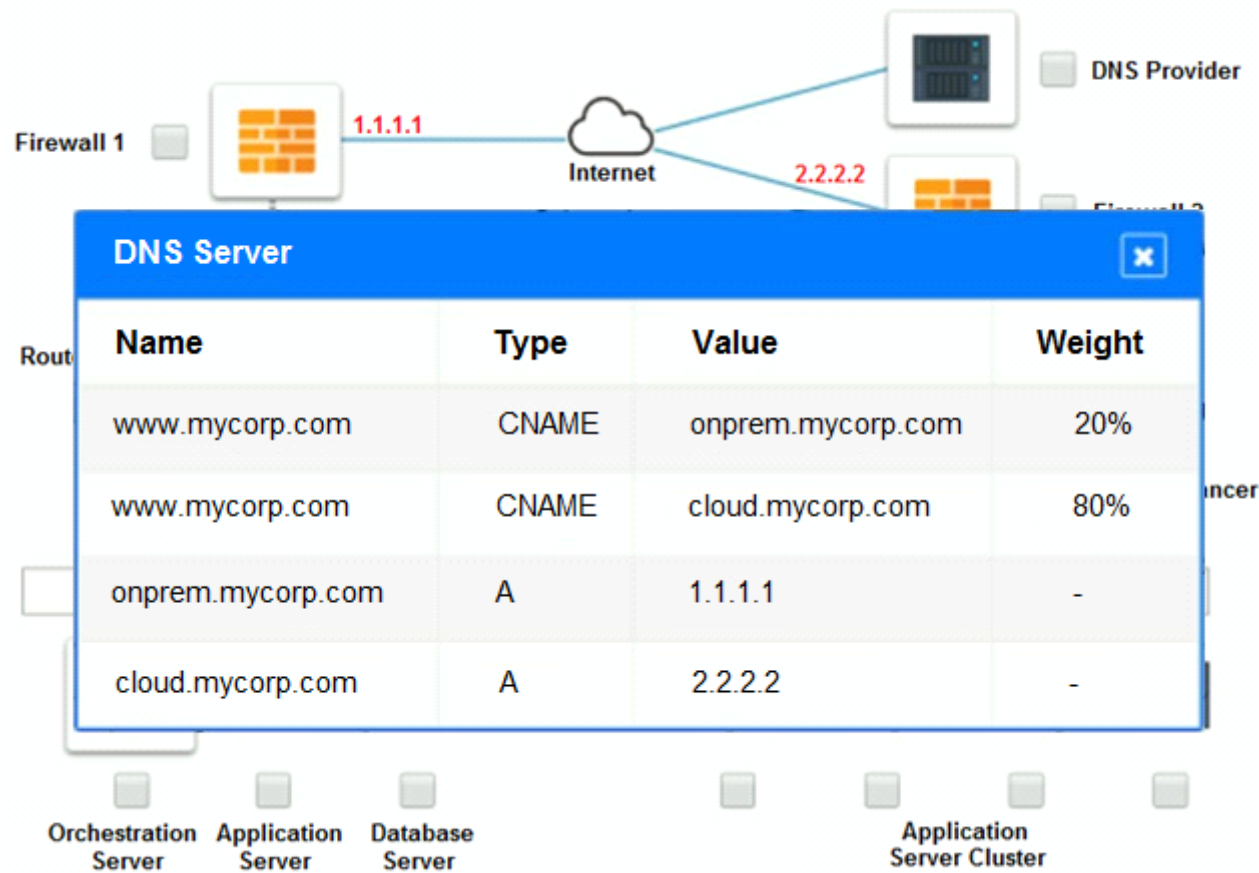 DNS Provider
Firewall 1
1.1.1.1
Internet
2.2.2.2
DNS Server
Name Type Value Weight
www.mycorp.com CNAME onprem.mycorp.com 20%
www.mycorp.com CNAME cloud.mycorp.com 80%
onprem.mycorp.com A 1.1.1.1 -
cloud.mycorp.com A 2.2.2.2 -
Orchestration Server
Application Server
Database Server
Application Server Cluster